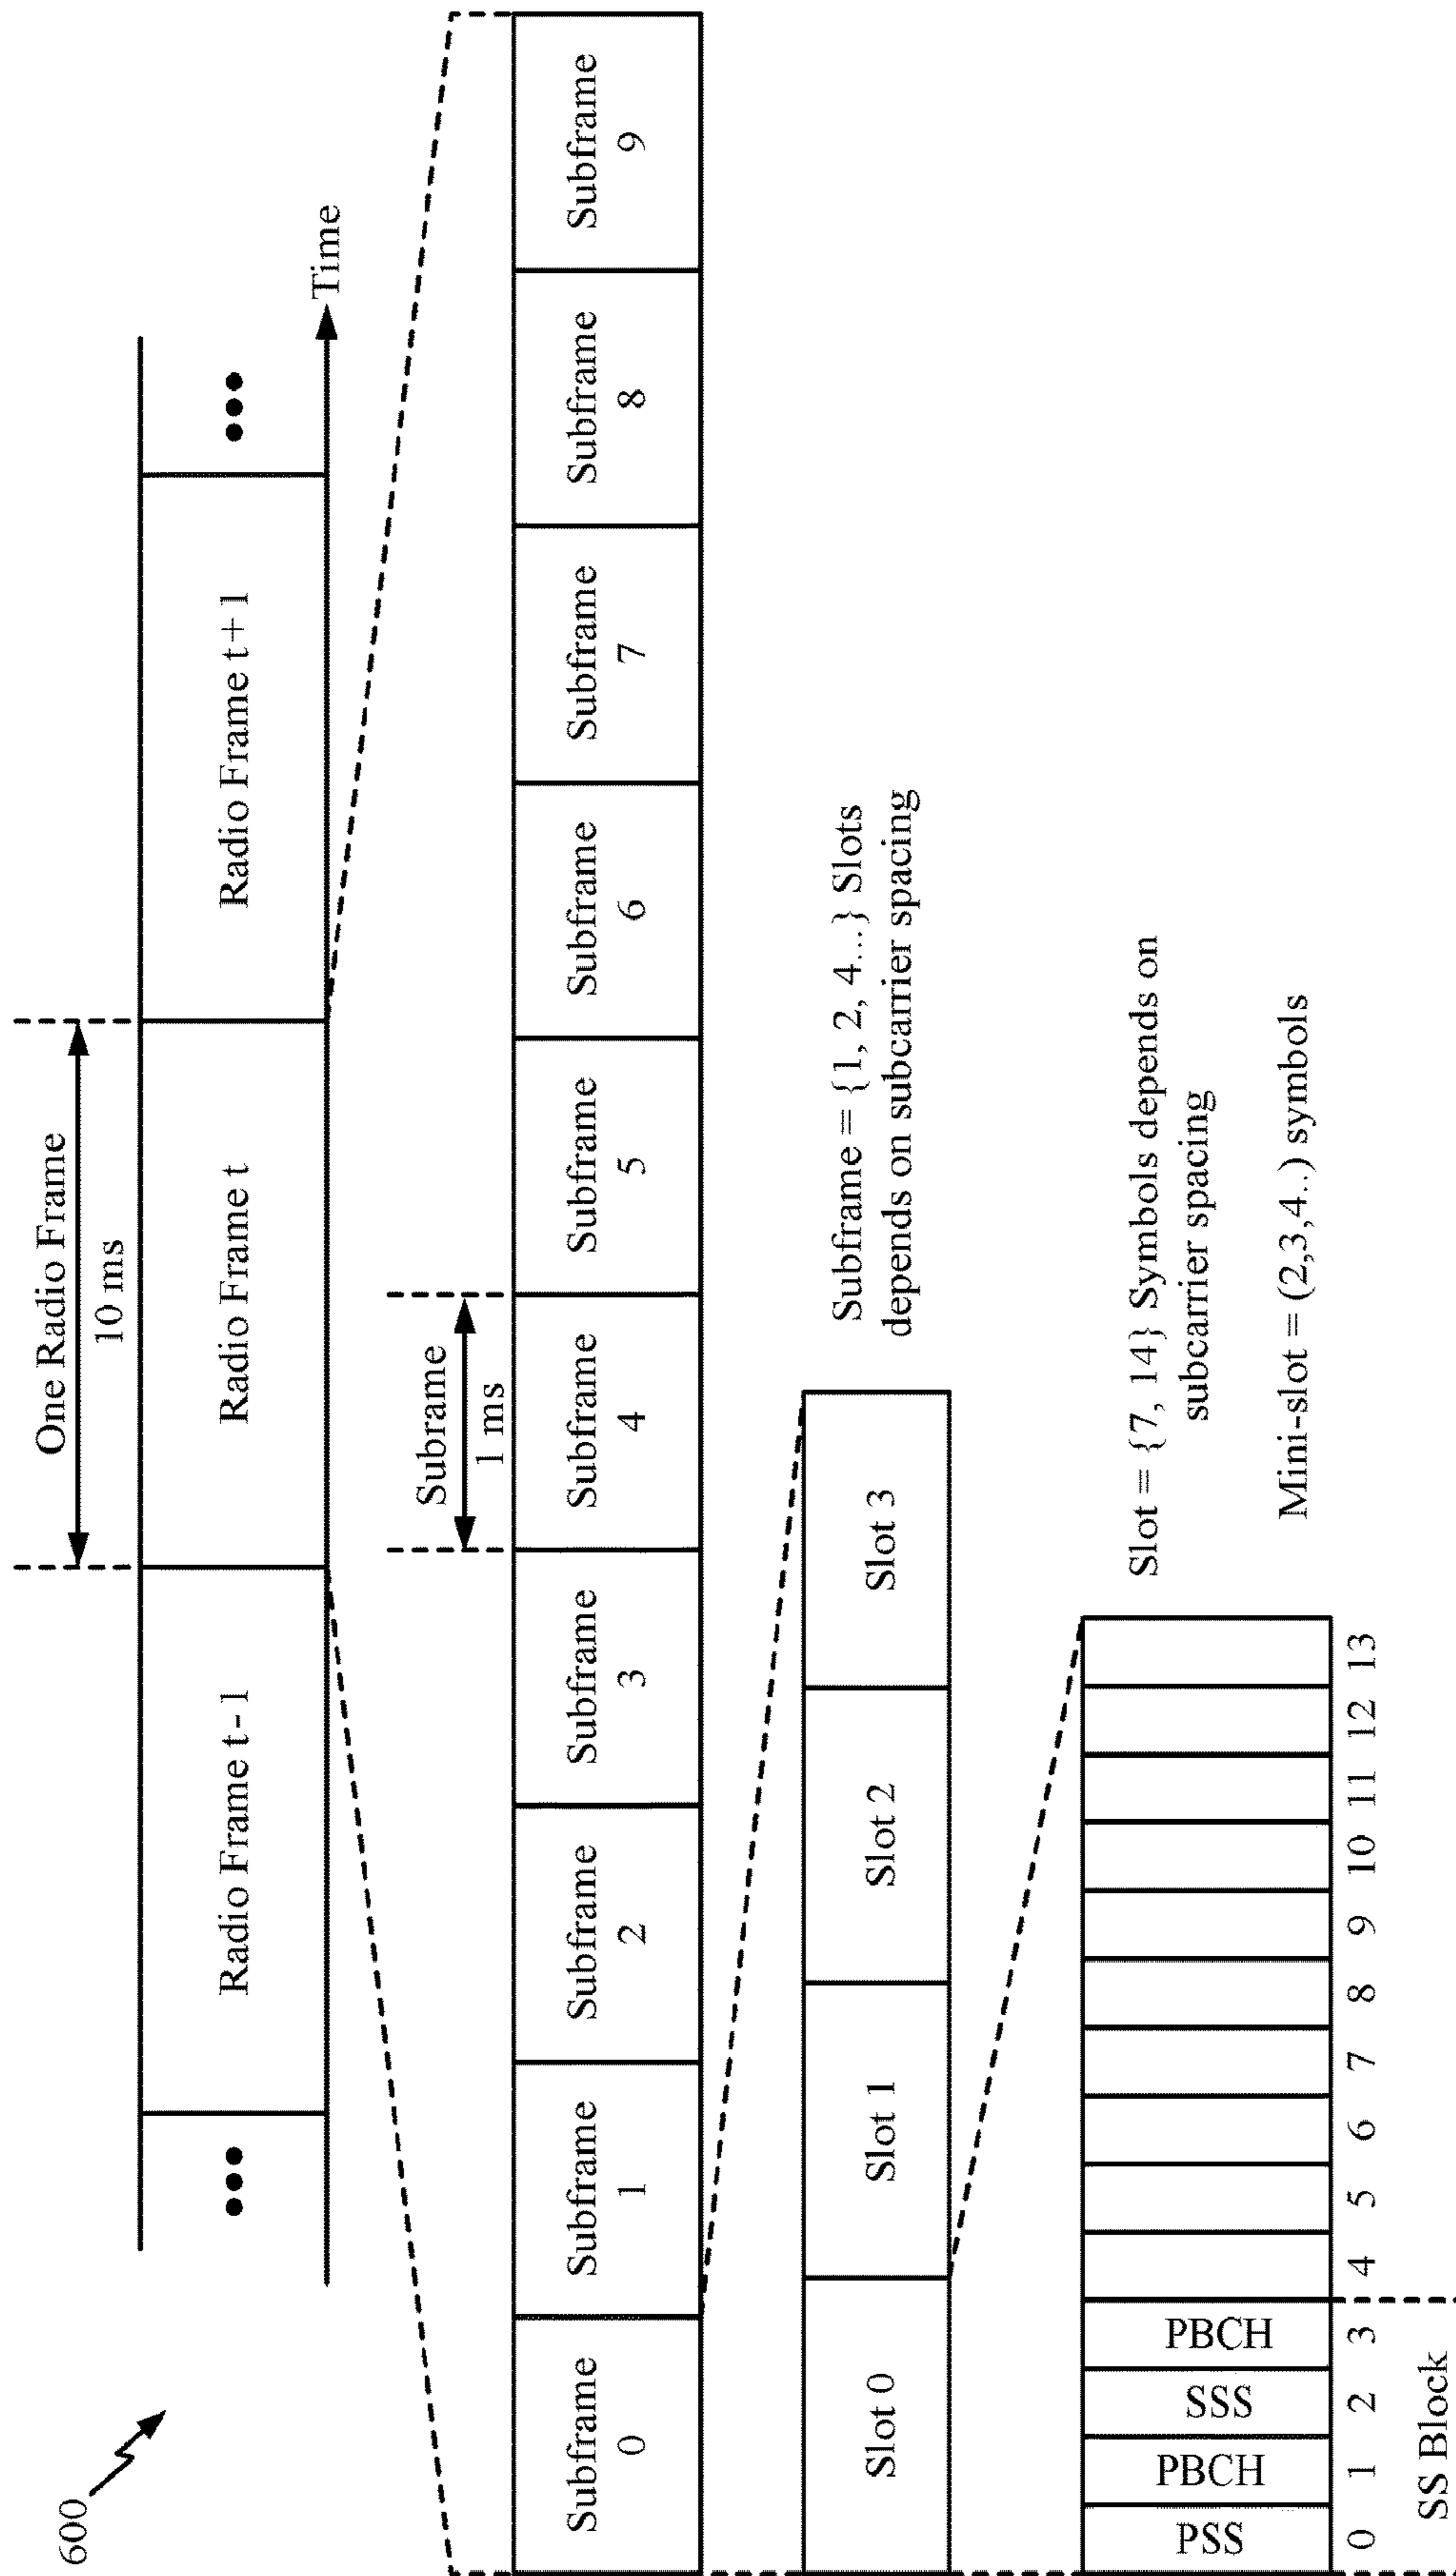 600
One Radio Frame
10 ms
•••
Radio Frame t-1
Radio Frame t
Radio Frame t+1
•••
Time
Subrame
1 ms
Subframe
0
Subframe
1
Subframe
2
Subframe
3
Subframe
4
Subframe
5
Subframe
6
Subframe
7
Subframe
8
Subframe
9
Slot 0
Slot 1
Slot 2
Slot 3
Subframe = {1, 2, 4...} Slots
depends on subcarrier spacing
PSS
PBCH
SSS
PBCH
0
1
2
3
4
5
6
7
8
9
10
11
12
13
SS Block
Slot = {7, 14} Symbols depends on
subcarrier spacing
Mini-slot = (2,3,4..) symbols